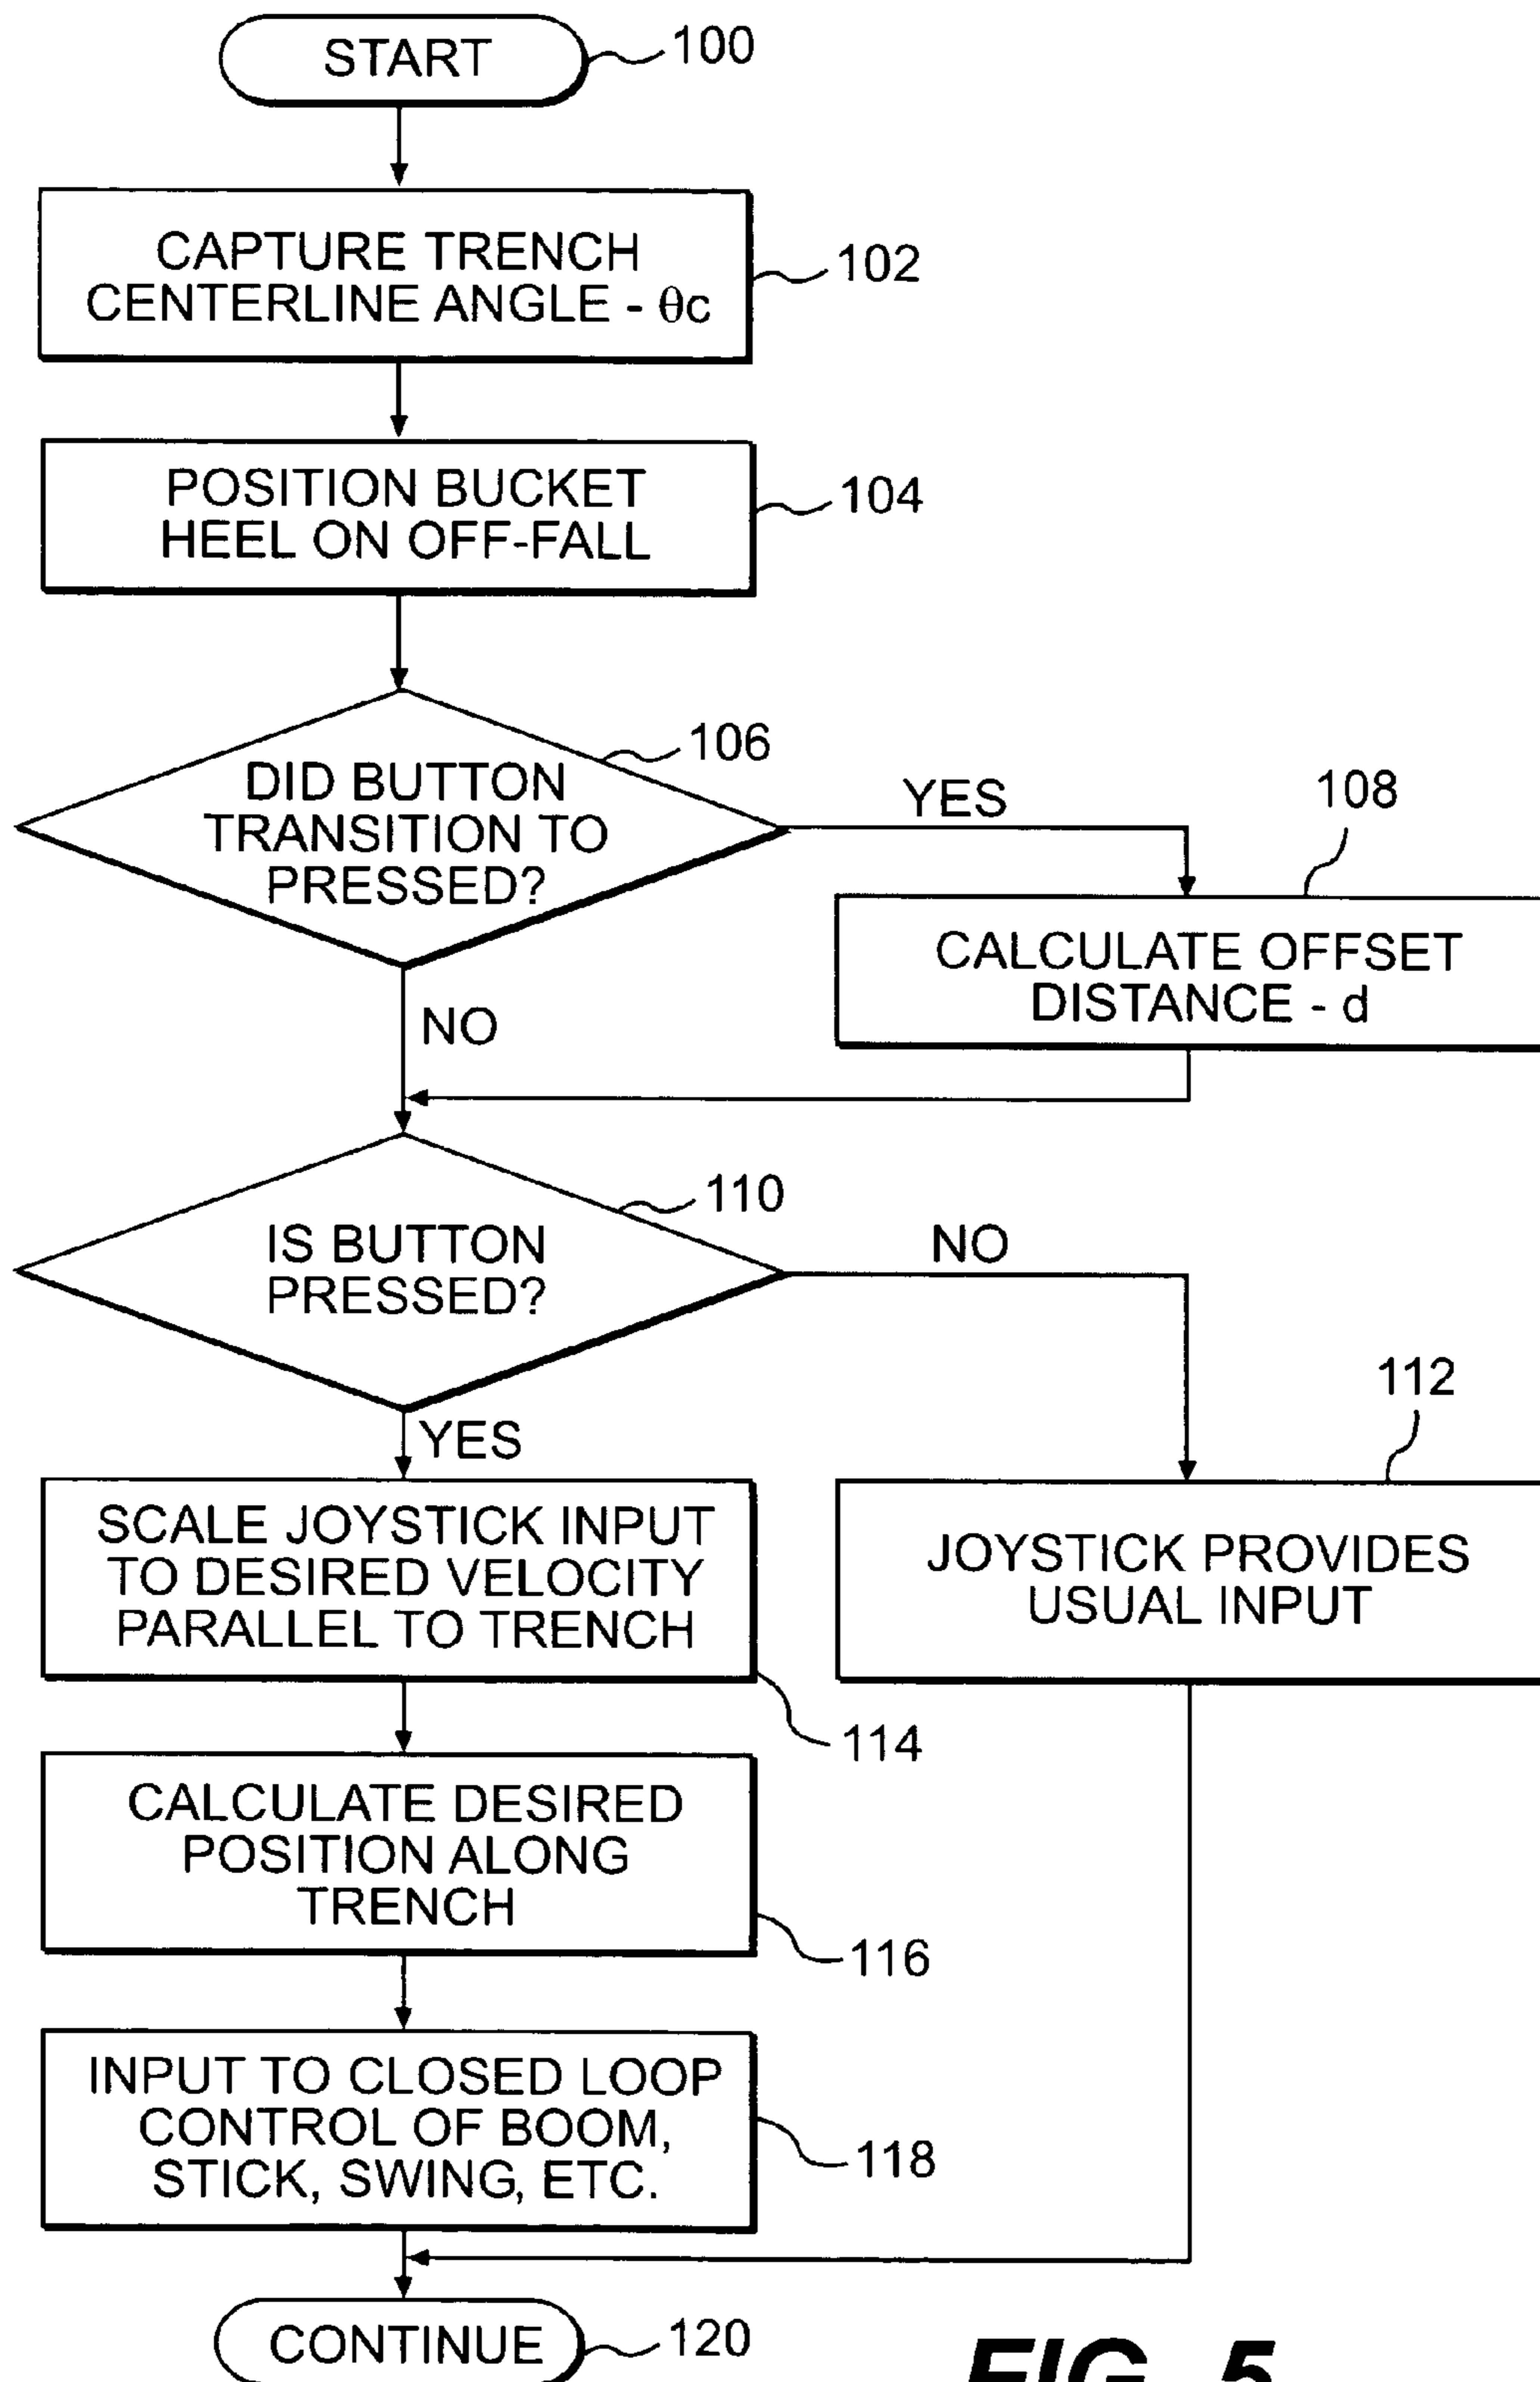 START
100
CAPTURE TRENCH
CENTERLINE ANGLE - θc
102
POSITION BUCKET
HEEL ON OFF-FALL
104
106
DID BUTTON
TRANSITION TO
PRESSED?
YES
108
CALCULATE OFFSET
DISTANCE - d
NO
110
IS BUTTON
PRESSED?
NO
112
YES
SCALE JOYSTICK INPUT
TO DESIRED VELOCITY
PARALLEL TO TRENCH
JOYSTICK PROVIDES
USUAL INPUT
114
CALCULATE DESIRED
POSITION ALONG
TRENCH
116
INPUT TO CLOSED LOOP
CONTROL OF BOOM,
STICK, SWING, ETC.
118
CONTINUE
120
FIG. 5